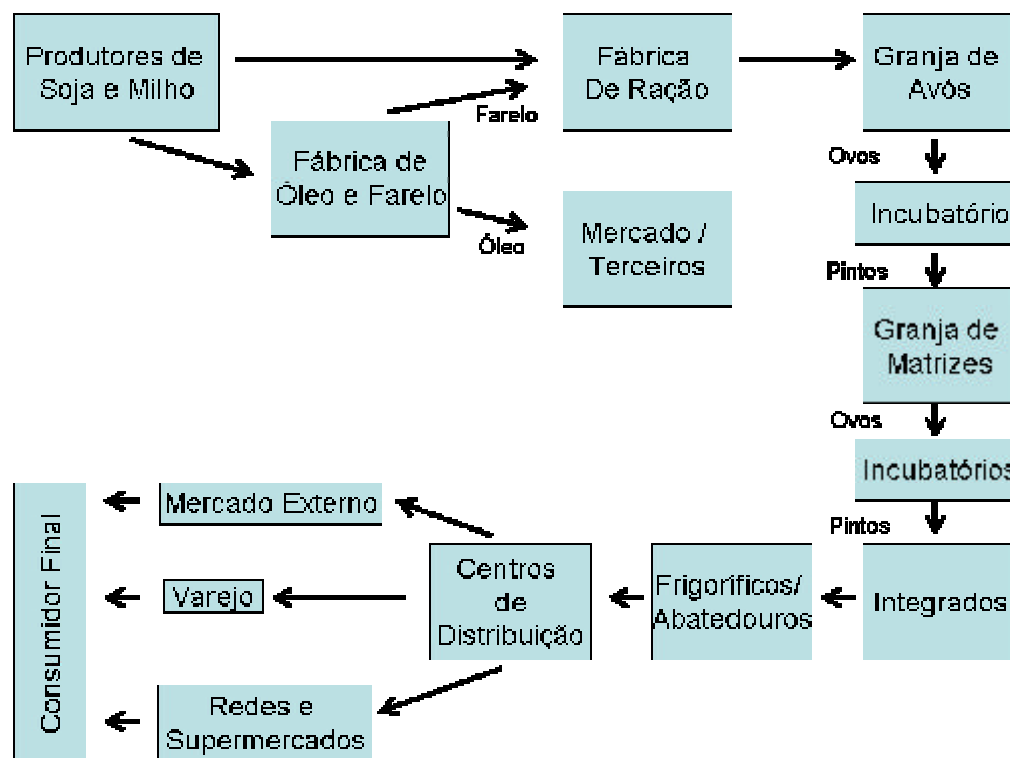 Produtores de
Soja e Milho
Fábrica
De Ração
Granja de
Avós
Farelo
Fábrica de
Óleo e Farelo
Óleo
Mercado /
Terceiros
Ovos
Incubatório
Pintos
Granja de
Matrizes
Ovos
Incubatórios
Pintos
Integrados
Frigoríficos/
Abatedouros
Centros
de
Distribuição
Mercado Externo
Varejo
Redes e
Supermercados
Consumidor Final